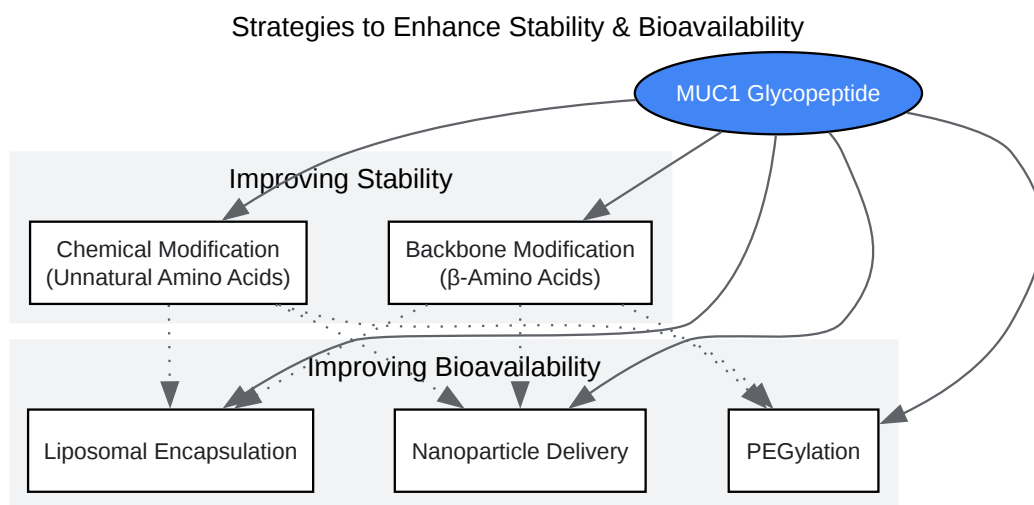 Strategies to Enhance Stability & Bioavailability
MUC1 Glycopeptide
Improving Stability
Chemical Modification
(Unnatural Amino Acids)
Backbone Modification
(β-Amino Acids)
Improving Bioavailability
Liposomal Encapsulation
Nanoparticle Delivery
PEGylation